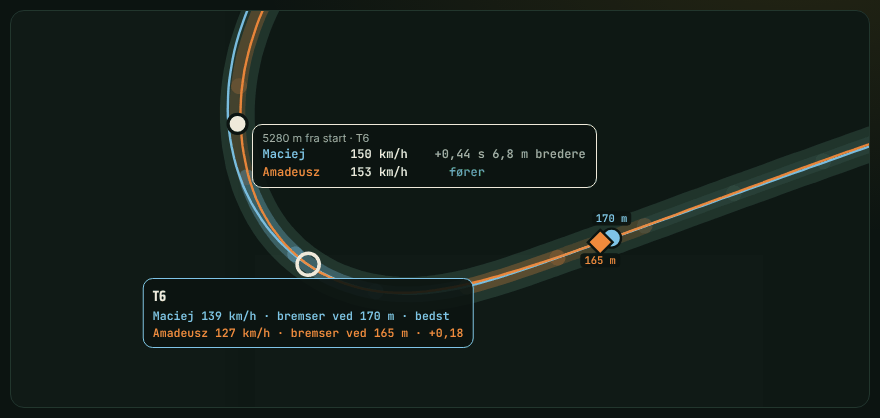 5280 m fra start · T6
Maciej 150 km/h +0,44 s 6,8 m bredere
Amadeusz 153 km/h fører
170 m
165 m
T6
Maciej 139 km/h · bremser ved 170 m · bedst
Amadeusz 127 km/h · bremser ved 165 m · +0,18